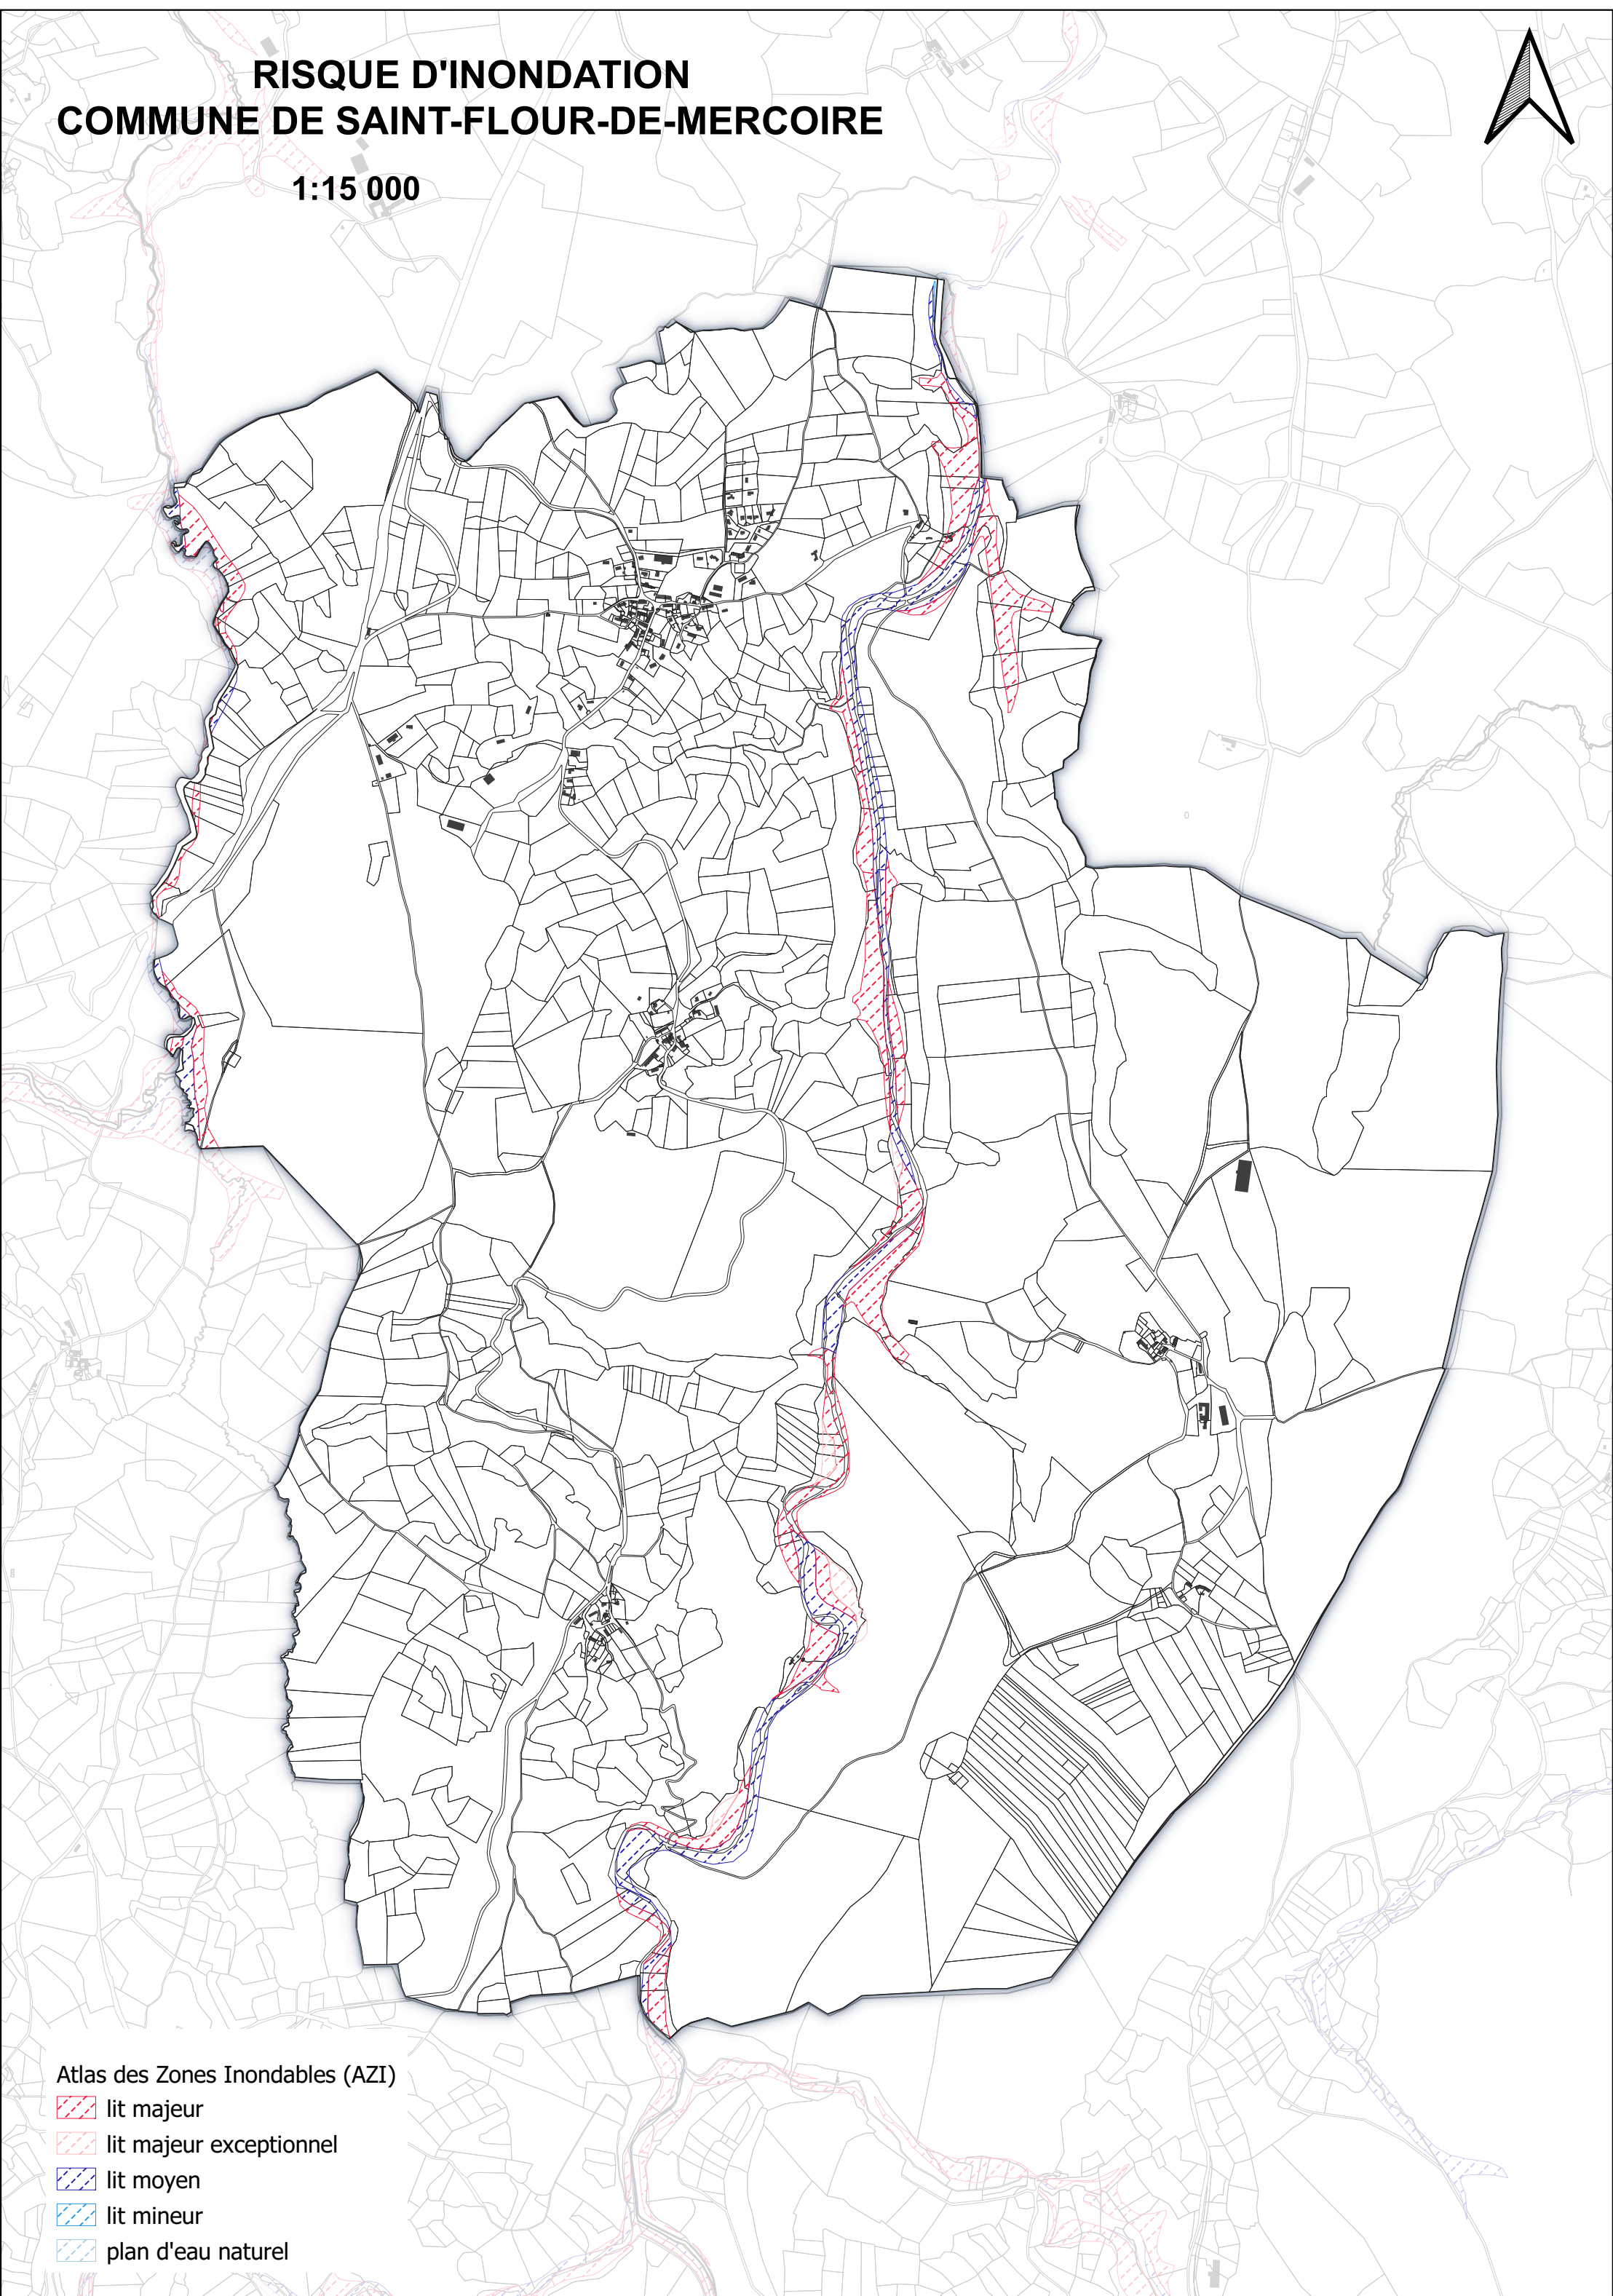 RISQUE D'INONDATION
COMMUNE DE SAINT-FLOUR-DE-MERCOIRE
1:15 000
Atlas des Zones Inondables (AZI)
lit majeur
lit majeur exceptionnel
lit moyen
lit mineur
plan d'eau naturel